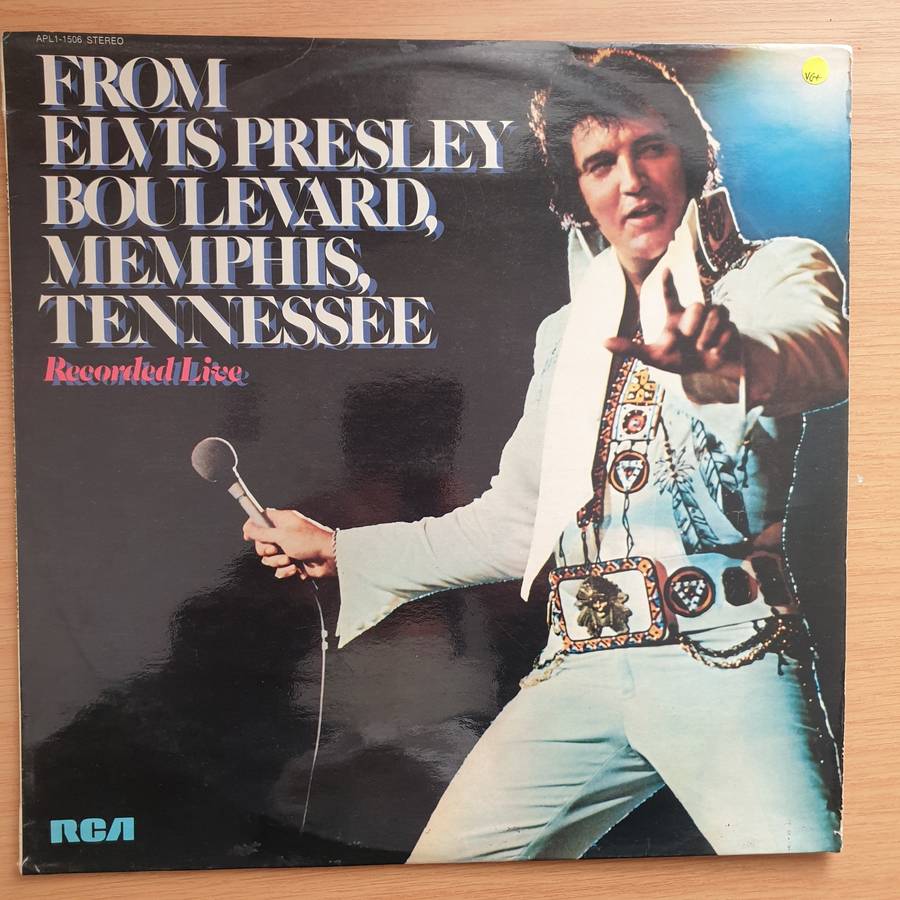 APL1-1506 STEREO
FROM
ELVIS PRESLEY
BOULEVARD,
MEMPHIS,
TENNESSEE
Recorded Live
VG+
RCA